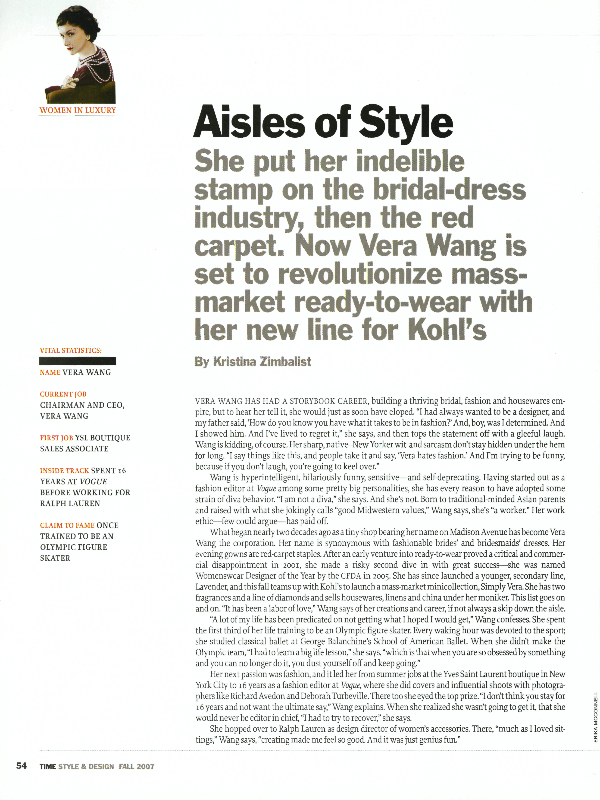 WOMEN IN LUXURY
Aisles of Style
She put her indelible
stamp on the bridal-dress
industry, then the red
carpet. Now Vera Wang is
set to revolutionize mass-
market ready-to-wear with
her new line for Kohl's
By Kristina Zimbalist
VITAL STATISTICS:
NAME VERA WANG
CURRENT JOB
CHAIRMAN AND CEO,
VERA WANG
FIRST JOB YSL BOUTIQUE
SALES ASSOCIATE
INSIDE TRACK SPENT 16
YEARS AT VOGUE
BEFORE WORKING FOR
RALPH LAUREN
CLAIM TO FAME ONCE
TRAINED TO BE AN
OLYMPIC FIGURE
SKATER
VERA WANG HAS HAD A STORYBOOK CAREER, building a thriving bridal, fashion and housewares em-
pire, but to hear her tell it, she would just as soon have eloped. "I had always wanted to be a designer, and
my father said, 'How do you know you have what it takes to be in fashion?' And, boy, was I determined. And
I showed him. And I've lived to regret it," she says, and then tops the statement off with a gleeful laugh.
Wang is kidding, of course. Her sharp, native-New Yorker wit and sarcasm don't stay hidden under the hem
for long. "I say things like this, and people take it and say, 'Vera hates fashion.' And I'm trying to be funny,
because if you don't laugh, you're going to keel over."
Wang is hyperintelligent, hilariously funny, sensitive—and self-deprecating. Having started out as a
fashion editor at Vogue among some pretty big personalities, she has every reason to have adopted some
strain of diva behavior. "I am not a diva," she says. And she's not. Born to traditional-minded Asian parents
and raised with what she jokingly calls "good Midwestern values," Wang says, she's "a worker." Her work
ethic—few could argue—has paid off.
What began nearly two decades ago as a tiny shop bearing her name on Madison Avenue has become Vera
Wang the corporation. Her name is synonymous with fashionable brides' and bridesmaids' dresses. Her
evening gowns are red-carpet staples. After an early venture into ready-to-wear proved a critical and commer-
cial disappointment in 2001, she made a risky second dive in with great success—she was named
Womenswear Designer of the Year by the CFDA in 2005. She has since launched a younger, secondary line,
Lavender, and this fall teams up with Kohl's to launch a mass-market minicollection, Simply Vera. She has two
fragrances and a line of diamonds and sells housewares, linens and china under her moniker. This list goes on
and on. "It has been a labor of love," Wang says of her creations and career, if not always a skip down the aisle.
"A lot of my life has been predicated on not getting what I hoped I would get," Wang confesses. She spent
the first third of her life training to be an Olympic figure skater. Every waking hour was devoted to the sport;
she studied classical ballet at George Balanchine's School of American Ballet. When she didn't make the
Olympic team, "I had to learn a big life lesson," she says, "which is that when you are so obsessed by something
and you can no longer do it, you dust yourself off and keep going."
Her next passion was fashion, and it led her from summer jobs at the Yves Saint Laurent boutique in New
York City to 16 years as a fashion editor at Vogue, where she did covers and influential shoots with photogra-
phers like Richard Avedon and Deborah Turbeville. There too she eyed the top prize. "I don't think you stay for
16 years and not want the ultimate say," Wang explains. When she realized she wasn't going to get it, that she
would never be editor in chief, "I had to try to recover," she says.
She hopped over to Ralph Lauren as design director of women's accessories. There, "much as I loved sit-
tings," Wang says, "creating made me feel so good. And it was just genius fun."
54 TIME STYLE & DESIGN FALL 2007